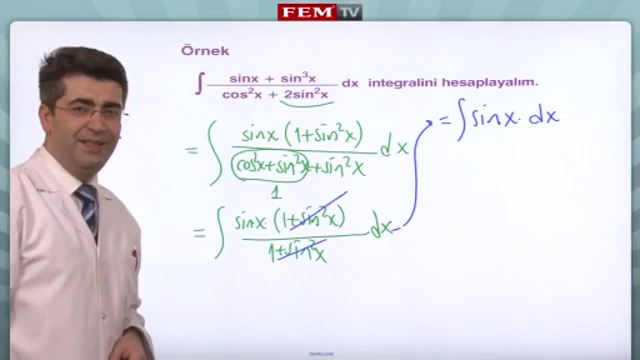 FEM TV
Örnek
∫ sinx + sin³x / cos²x + 2sin²x dx integralini hesaplayalım.
= ∫ sinx (1+sin²x) / cos²x+sin²x+sin²x dx
1
= ∫ sinx (1+sin²x) / 1+sin²x dx
= ∫ sinx . dx